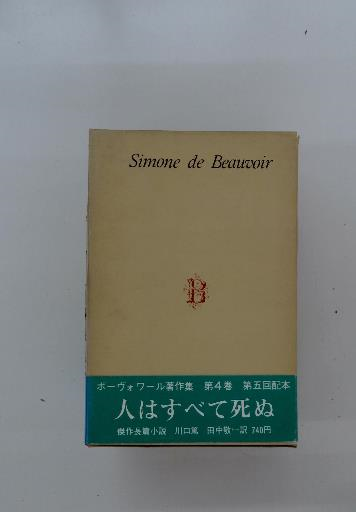 Simone de Beauvoir
B
ボーヴォワール著作集 第4巻 第五回配本
人はすべて死ぬ
傑作長篇小説 川口篤 田中敬一訳 740円